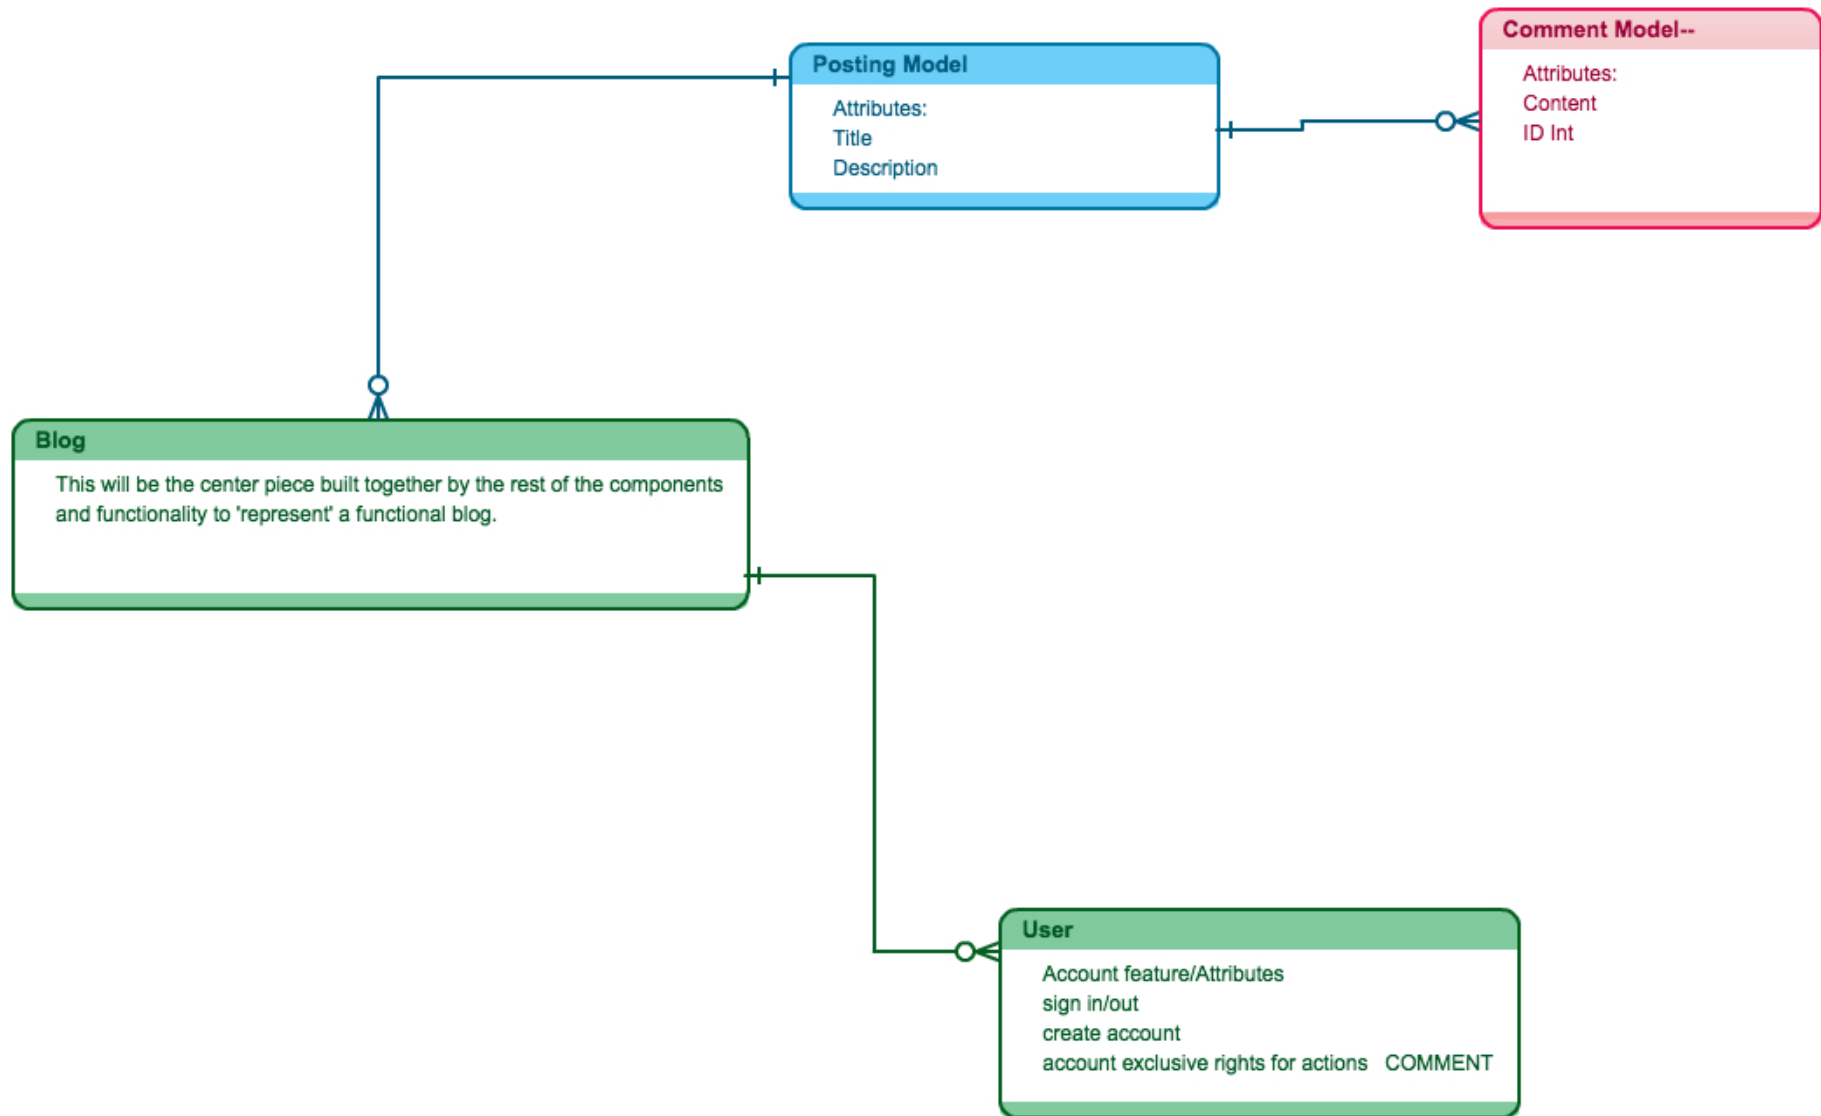 Posting Model
Attributes:
Title
Description
Comment Model--
Attributes:
Content
ID Int
Blog
This will be the center piece built together by the rest of the components
and functionality to 'represent' a functional blog.
User
Account feature/Attributes
sign in/out
create account
account exclusive rights for actions COMMENT